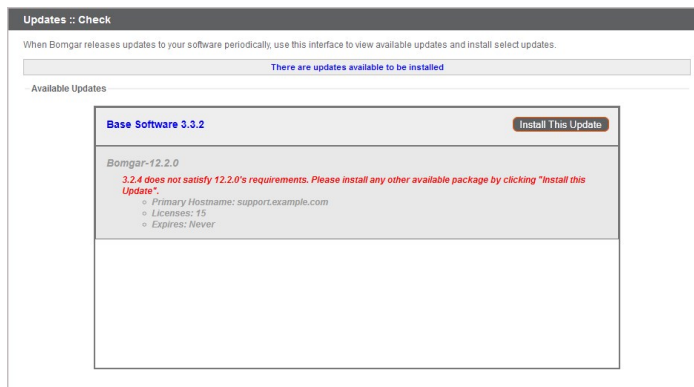 Updates :: Check
When Bomgar releases updates to your software periodically, use this interface to view available updates and install select updates.
There are updates available to be installed
Available Updates
Base Software 3.3.2
Install This Update
Bomgar-12.2.0
3.2.4 does not satisfy 12.2.0's requirements. Please install any other available package by clicking "Install this
Update".
Primary Hostname: support.example.com
Licenses: 15
Expires: Never